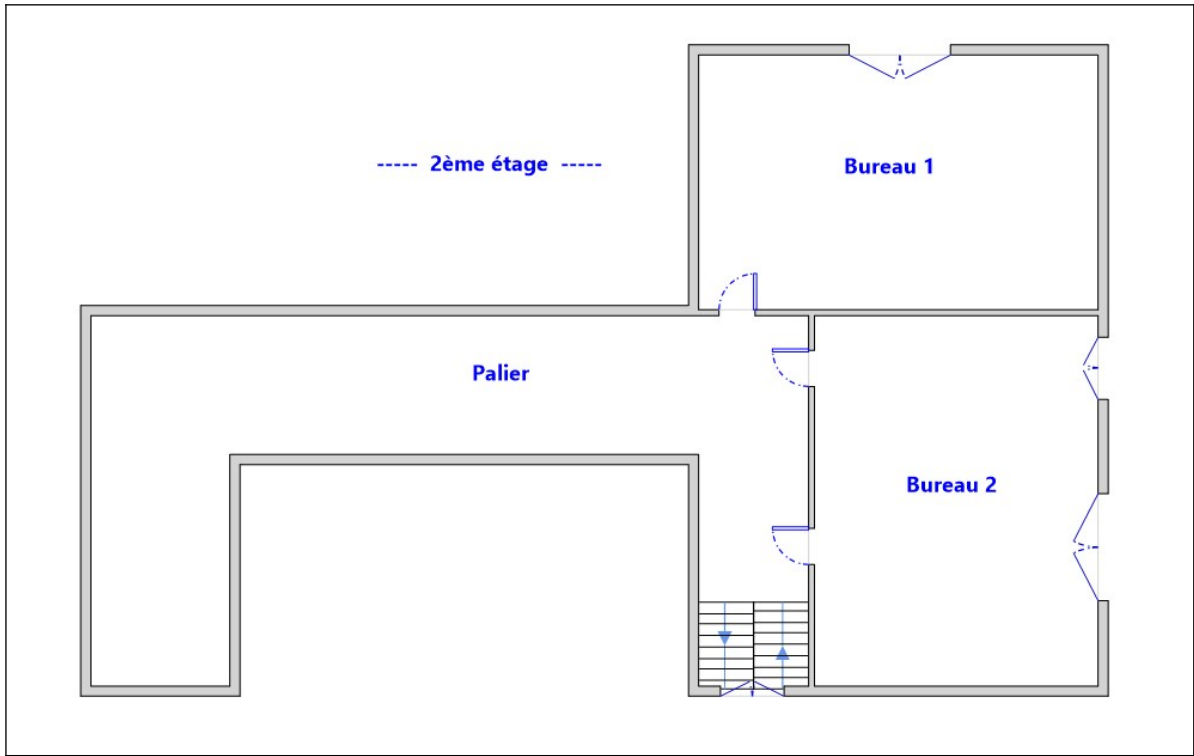 ----- 2ème étage -----
Bureau 1
Palier
Bureau 2